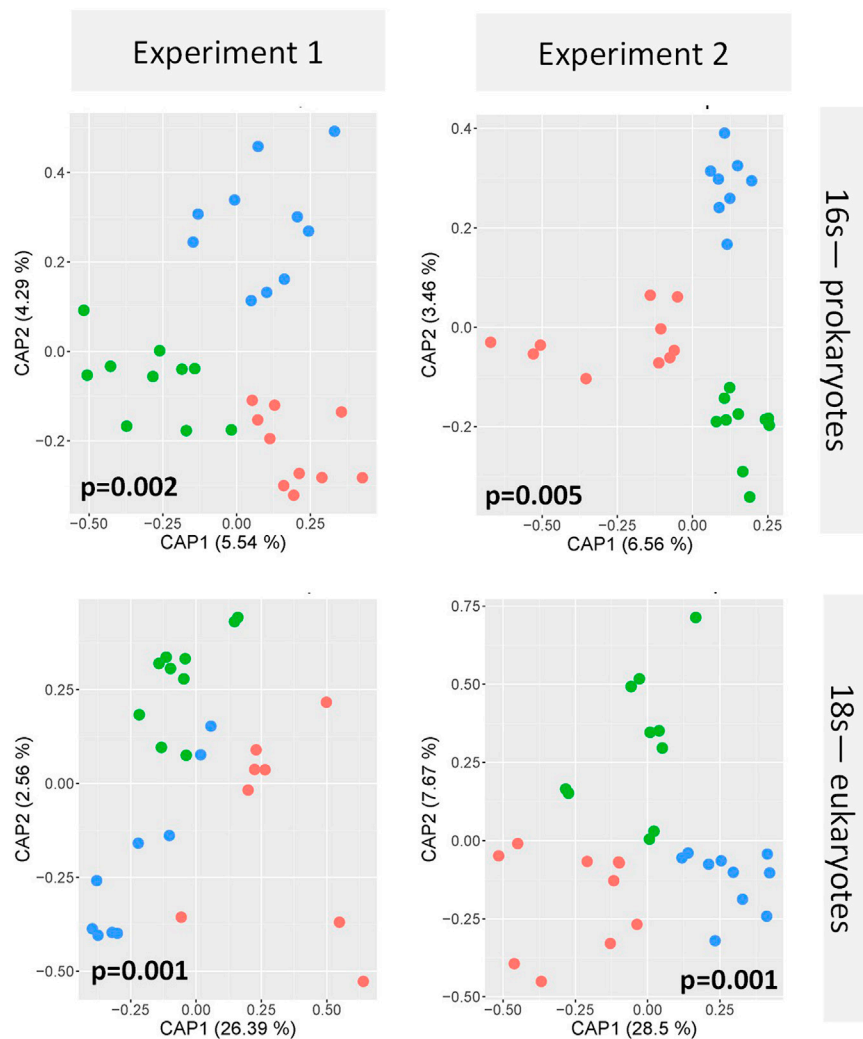 Experiment 1
Experiment 2
0.4
0.2
0.0
−0.2
CAP2 (4.29 %)
p=0.002
−0.50
−0.25
0.00
0.25
CAP1 (5.54 %)
0.4
0.2
0.0
−0.2
CAP2 (3.46 %)
p=0.005
−0.50
−0.25
0.00
0.25
CAP1 (6.56 %)
16s— prokaryotes
0.25
0.00
−0.25
−0.50
CAP2 (2.56 %)
p=0.001
−0.25
0.00
0.25
0.50
CAP1 (26.39 %)
0.75
0.50
0.25
0.00
−0.25
−0.50
CAP2 (7.67 %)
p=0.001
−0.50
−0.25
0.00
0.25
CAP1 (28.5 %)
18s— eukaryotes